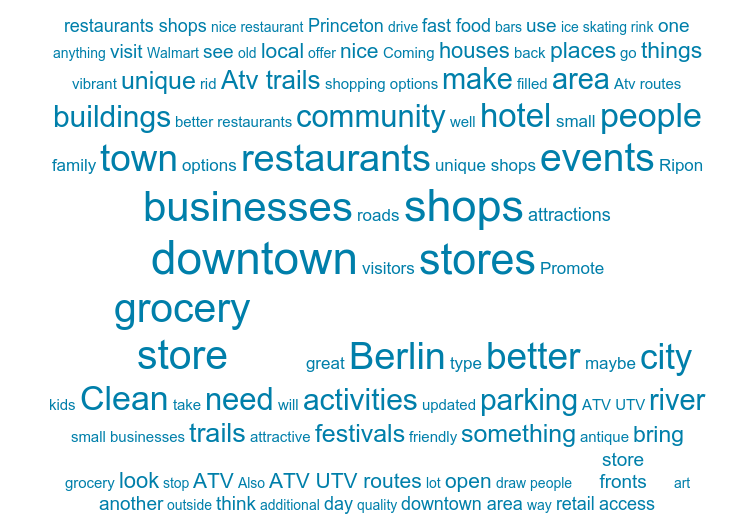 restaurants shops nice restaurant Princeton drive fast food bars use ice skating rink one
anything visit Walmart see old local offer nice Coming houses back places go things
vibrant unique rid Atv trails shopping options make filled area Atv routes
buildings better restaurants community well hotel small people
family town options restaurants unique shops events Ripon
businesses roads shops attractions
downtown visitors stores Promote
grocery
store great Berlin type better maybe city
kids Clean take need will activities updated parking ATV UTV river
small businesses trails attractive festivals friendly something antique bring
store
grocery look stop ATV Also ATV UTV routes lot open draw people fronts art
another outside think additional day quality downtown area way retail access